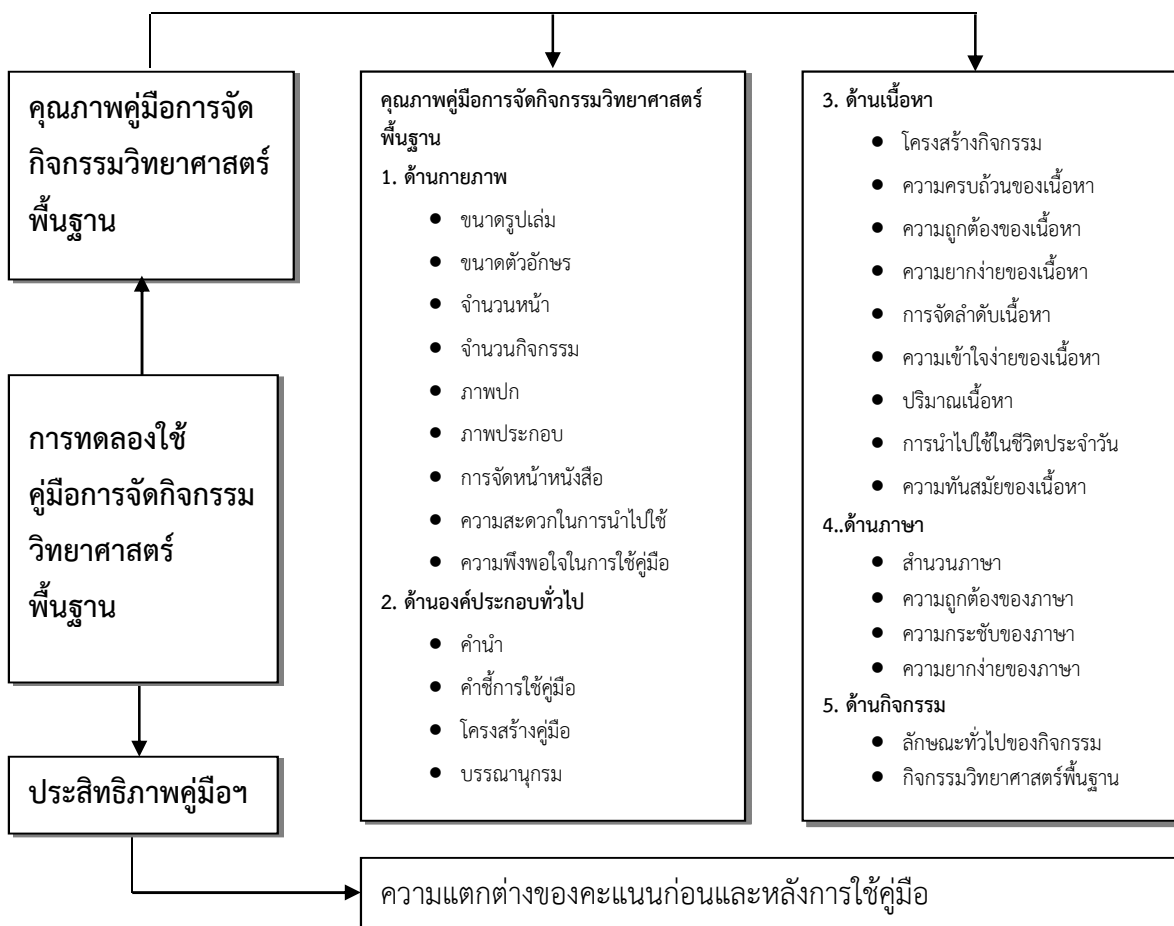 คุณภาพคู่มือการจัด
กิจกรรมวิทยาศาสตร์
พื้นฐาน
การทดลองใช้
คู่มือการจัดกิจกรรม
วิทยาศาสตร์
พื้นฐาน
ประสิทธิภาพคู่มือฯ
คุณภาพคู่มือการจัดกิจกรรมวิทยาศาสตร์
พื้นฐาน
1. ด้านกายภาพ
● ขนาดรูปเล่ม
● ขนาดตัวอักษร
● จำนวนหน้า
● จำนวนกิจกรรม
● ภาพปก
● ภาพประกอบ
● การจัดหน้าหนังสือ
● ความสะดวกในการนำไปใช้
● ความพึงพอใจในการใช้คู่มือ
2. ด้านองค์ประกอบทั่วไป
● คำนำ
● คำชี้การใช้คู่มือ
● โครงสร้างคู่มือ
● บรรณานุกรม
3. ด้านเนื้อหา
● โครงสร้างกิจกรรม
● ความครบถ้วนของเนื้อหา
● ความถูกต้องของเนื้อหา
● ความยากง่ายของเนื้อหา
● การจัดลำดับเนื้อหา
● ความเข้าใจง่ายของเนื้อหา
● ปริมาณเนื้อหา
● การนำไปใช้ในชีวิตประจำวัน
● ความทันสมัยของเนื้อหา
4..ด้านภาษา
● สำนวนภาษา
● ความถูกต้องของภาษา
● ความกระชับของภาษา
● ความยากง่ายของภาษา
5. ด้านกิจกรรม
● ลักษณะทั่วไปของกิจกรรม
● กิจกรรมวิทยาศาสตร์พื้นฐาน
ความแตกต่างของคะแนนก่อนและหลังการใช้คู่มือ